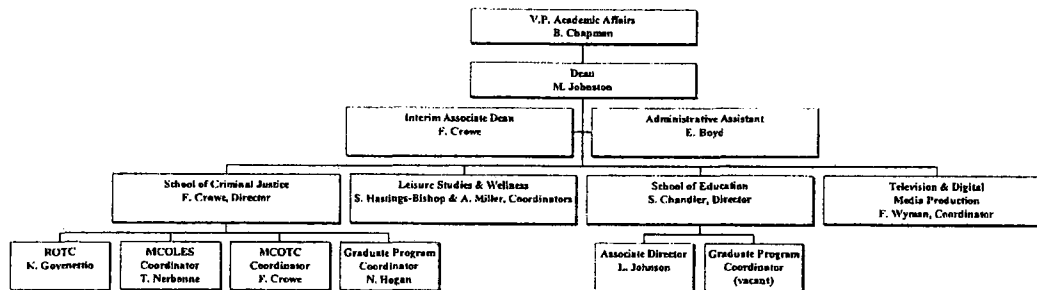 V.P. Academic Affairs
B. Chapman
Dean
M. Johnston
Interim Associate Dean
F. Crowe
Administrative Assistant
E. Boyd
School of Criminal Justice
F. Crowe, Director
Leisure Studies & Wellness
S. Hastings-Bishop & A. Miller, Coordinators
School of Education
S. Chandler, Director
Television & Digital
Media Production
F. Wyman, Coordinator
ROTC
K. Govenettio
MCOLES
Coordinator
T. Nerbonne
MCOTC
Coordinator
F. Crowe
Graduate Program
Coordinator
N. Hogan
Associate Director
L. Johnson
Graduate Program
Coordinator
(vacant)